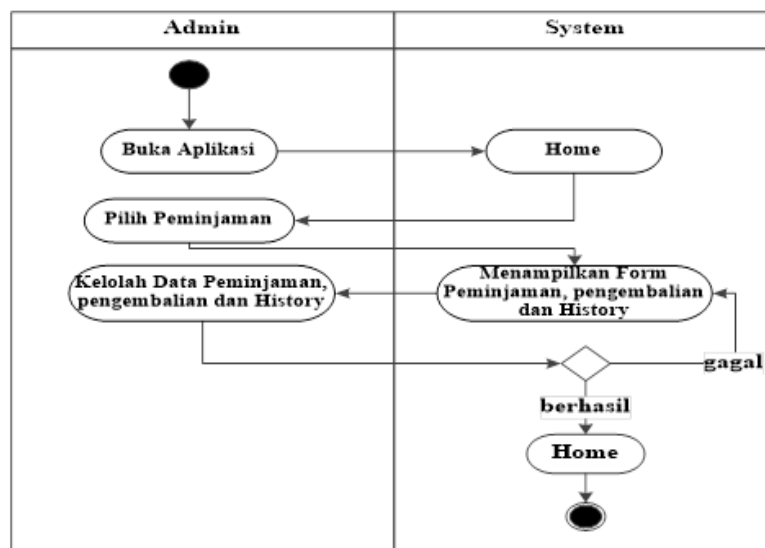 Admin
System
Buka Aplikasi
Home
Pilih Peminjaman
Kelolah Data Peminjaman,
pengembalian dan History
Menampilkan Form
Peminjaman, pengembalian
dan History
gagal
berhasil
Home